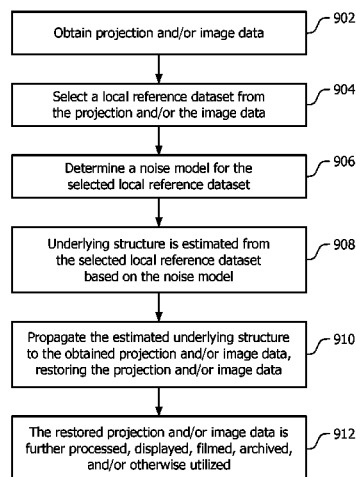 Obtain projection and/or image data
902
Select a local reference dataset from
the projection and/or the image data
904
Determine a noise model for the
selected local reference dataset
906
Underlying structure is estimated from
the selected local reference dataset
based on the noise model
908
Propagate the estimated underlying structure
to the obtained projection and/or image data,
restoring the projection and/or image data
910
The restored projection and/or image data is
further processed, displayed, filmed, archived,
and/or otherwise utilized
912